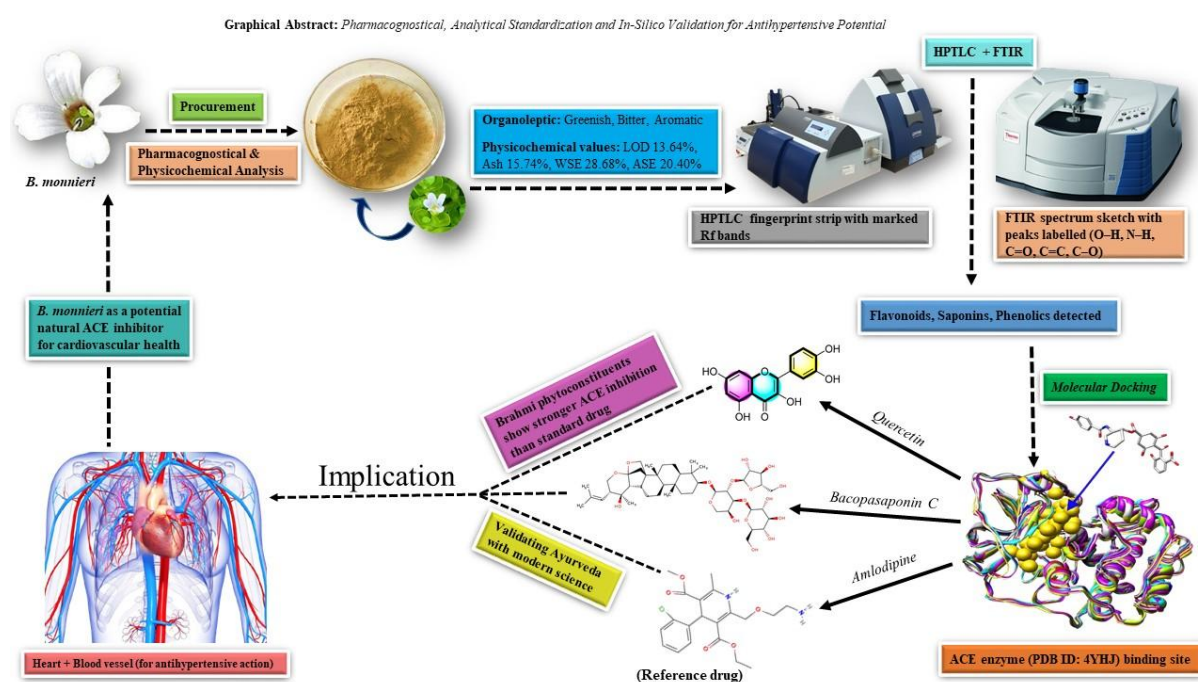 Graphical Abstract: Pharmacognostical, Analytical Standardization and In-Silico Validation for Antihypertensive Potential
B. monnieri
Procurement
Pharmacognostical &
Physicochemical Analysis
Organoleptic: Greenish, Bitter, Aromatic
Physicochemical values: LOD 13.64%,
Ash 15.74%, WSE 28.68%, ASE 20.40%
HPTLC + FTIR
HPTLC fingerprint strip with marked
Rf bands
FTIR spectrum sketch with
peaks labelled (O–H, N–H,
C=O, C=C, C–O)
Flavonoids, Saponins, Phenolics detected
Molecular Docking
ACE enzyme (PDB ID: 4YHJ) binding site
Quercetin
Bacopasaponin C
Amlodipine
OH
HO
O
OH
OH
OH
O
(Reference drug)
Brahmi phytoconstituents
show stronger ACE inhibition
than standard drug
Validating Ayurveda
with modern science
Implication
Heart + Blood vessel (for antihypertensive action)
B. monnieri as a potential
natural ACE inhibitor
for cardiovascular health